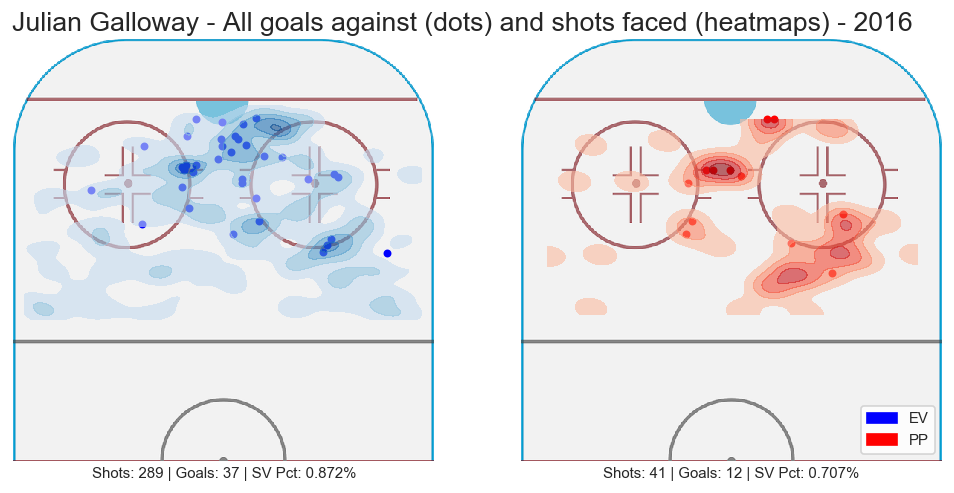 Julian Galloway - All goals against (dots) and shots faced (heatmaps) - 2016
EV
PP
Shots: 289 | Goals: 37 | SV Pct: 0.872%
Shots: 41 | Goals: 12 | SV Pct: 0.707%